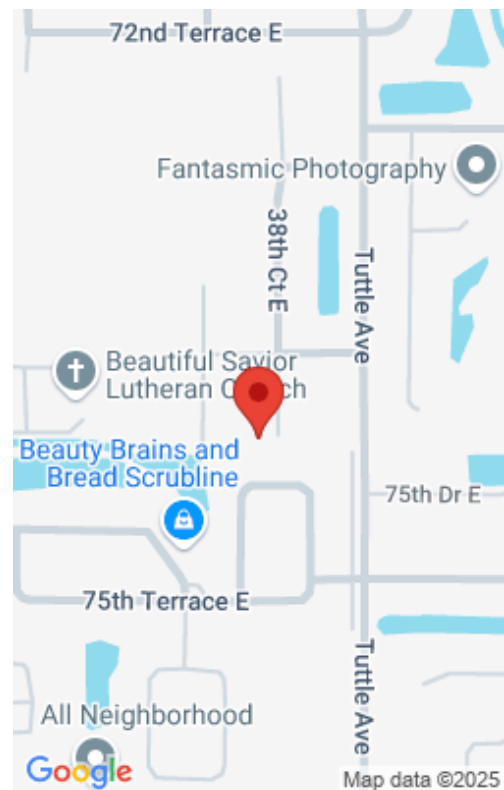 72nd Terrace E
Fantasmic Photography
38th Ct E
Tuttle Ave
Beautiful Savior
Lutheran
Beauty Brains and
Bread Scrubline
75th Dr E
75th Terrace E
Tuttle Ave
All Neighborhood
Google
Map data ©2025